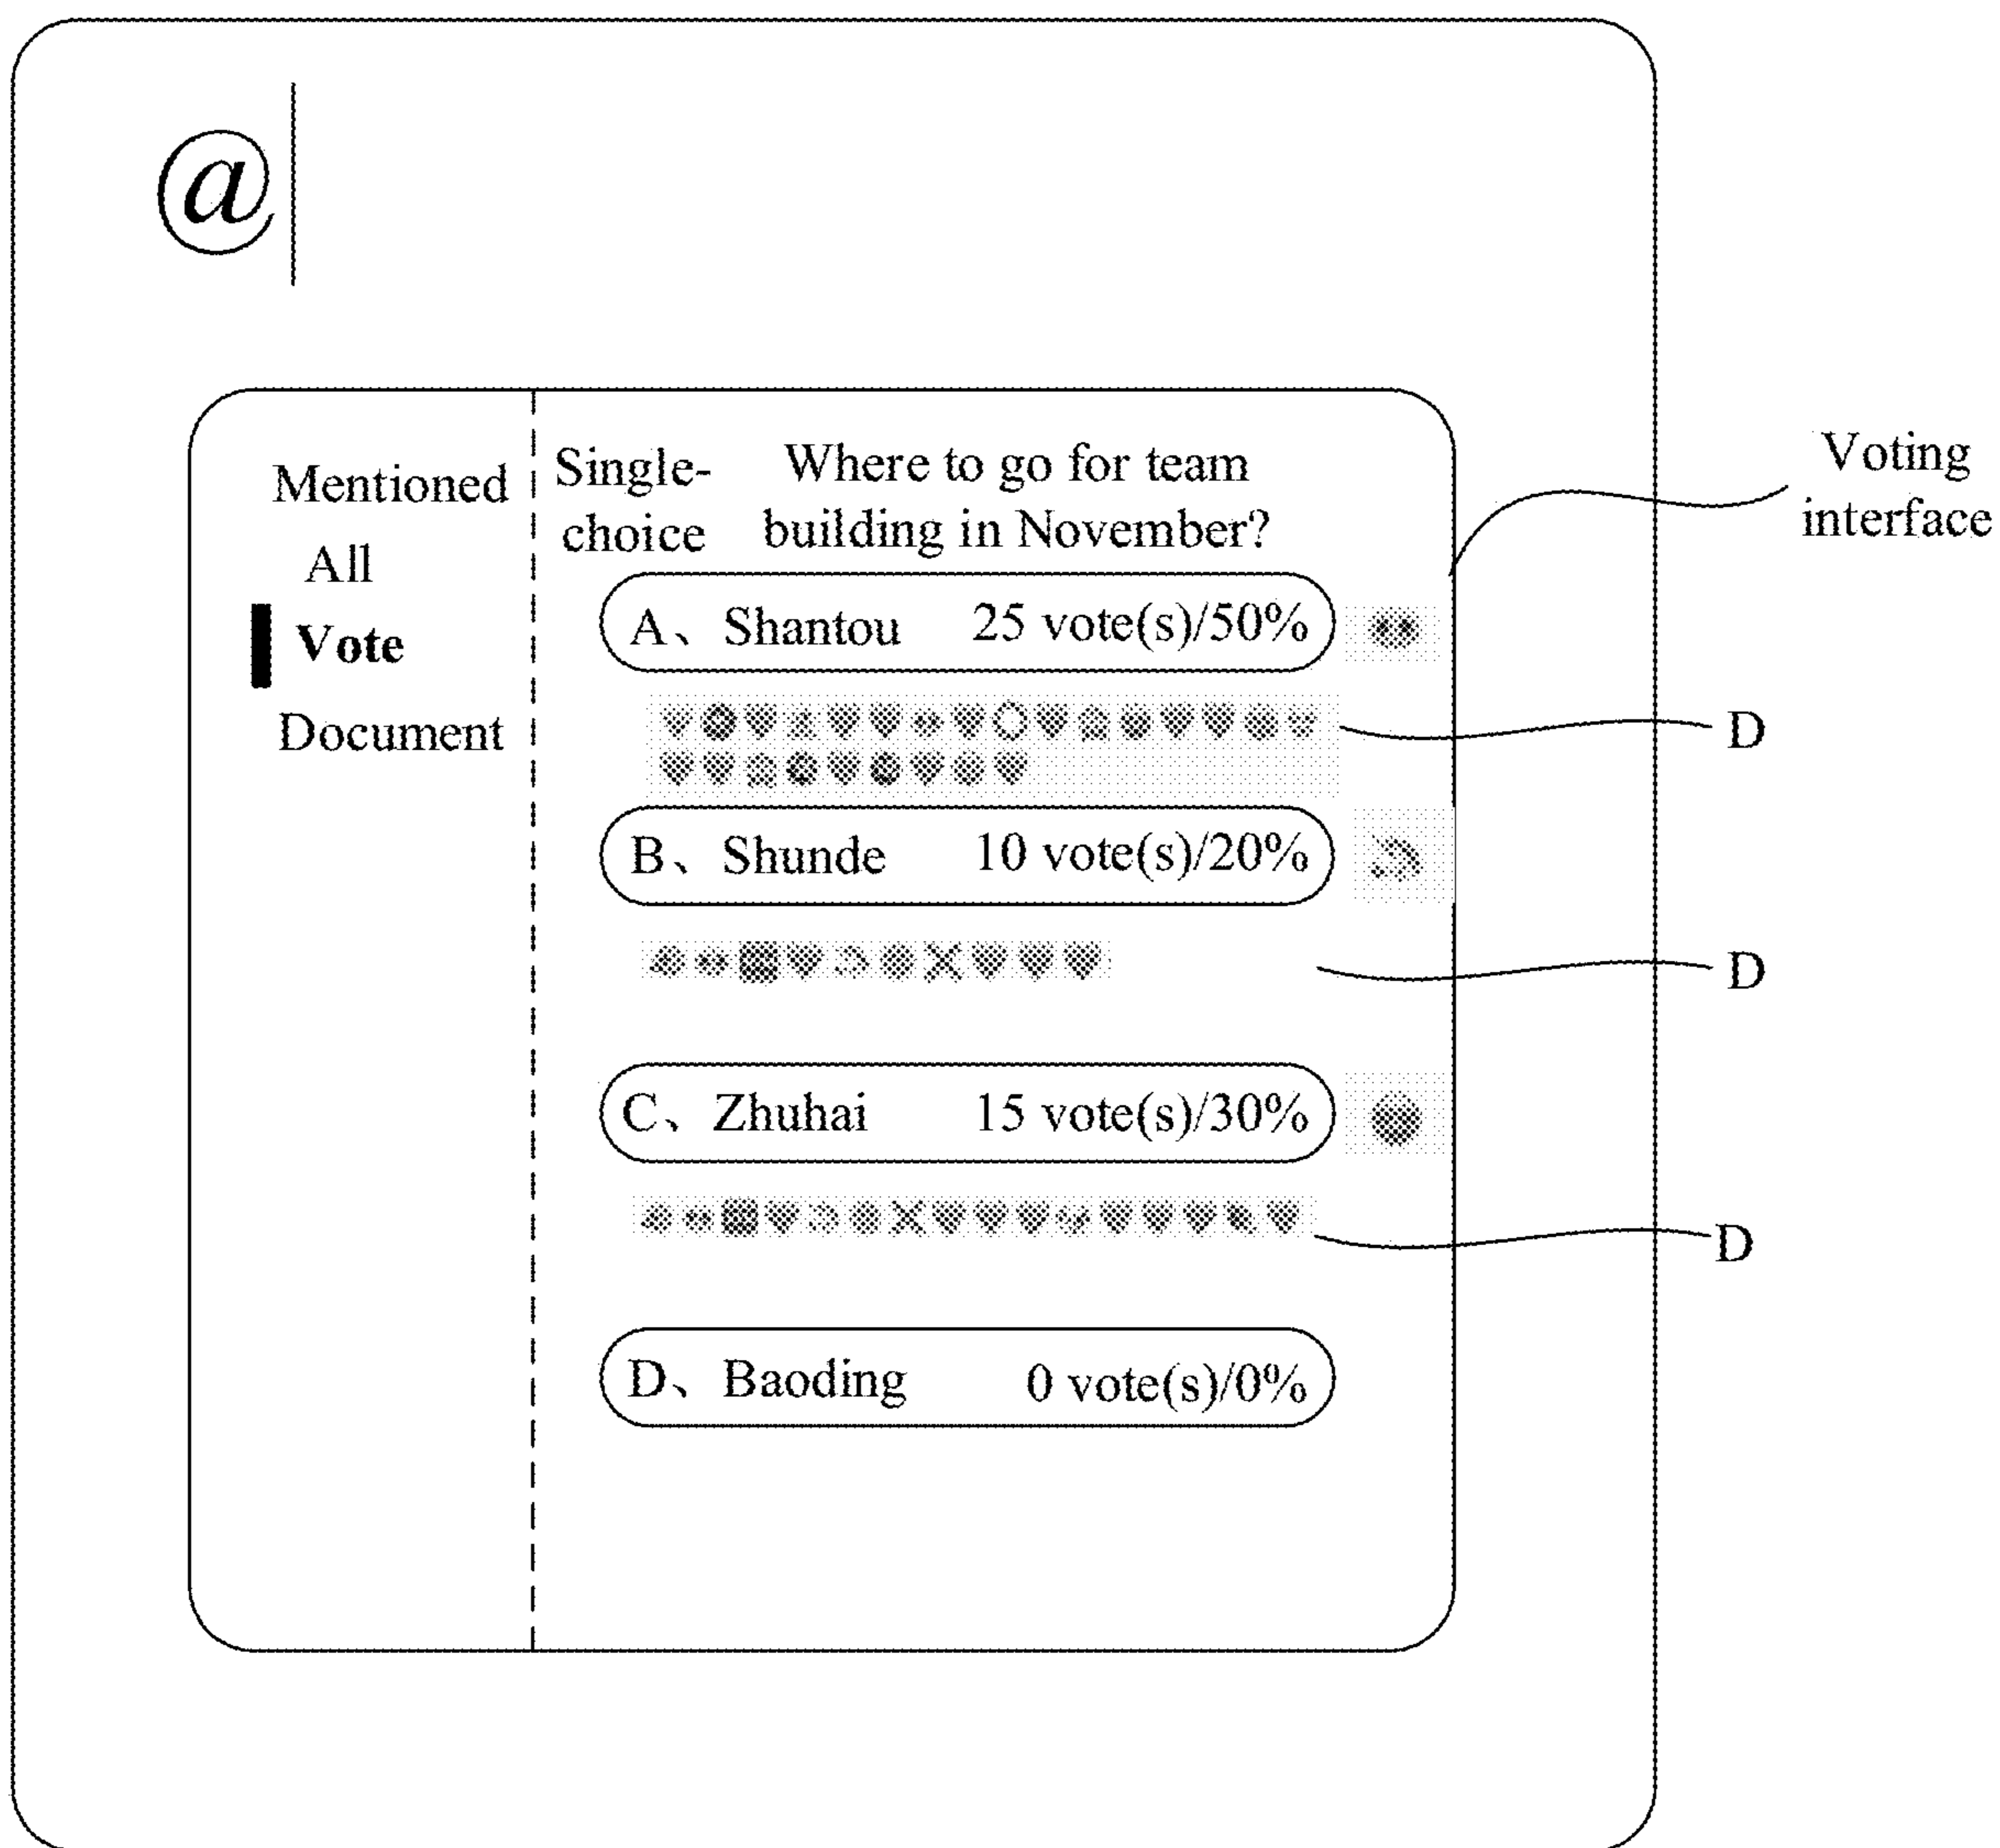 @
Mentioned
All
Vote
Document
Single-
choice
Where to go for team
building in November?
A、Shantou 25 vote(s)/50%
B、Shunde 10 vote(s)/20%
C、Zhuhai 15 vote(s)/30%
D、Baoding 0 vote(s)/0%
Voting
interface
D
D
D